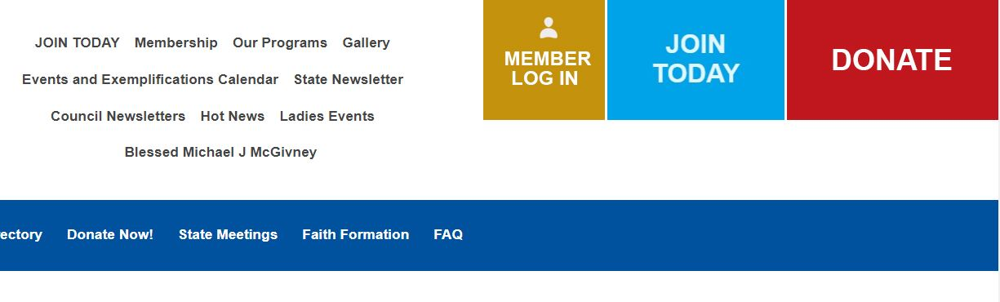 JOIN TODAY Membership Our Programs Gallery
Events and Exemplifications Calendar State Newsletter
Council Newsletters Hot News Ladies Events
Blessed Michael J McGivney
MEMBER
LOG IN
JOIN
TODAY
DONATE
Donate Now! State Meetings Faith Formation FAQ